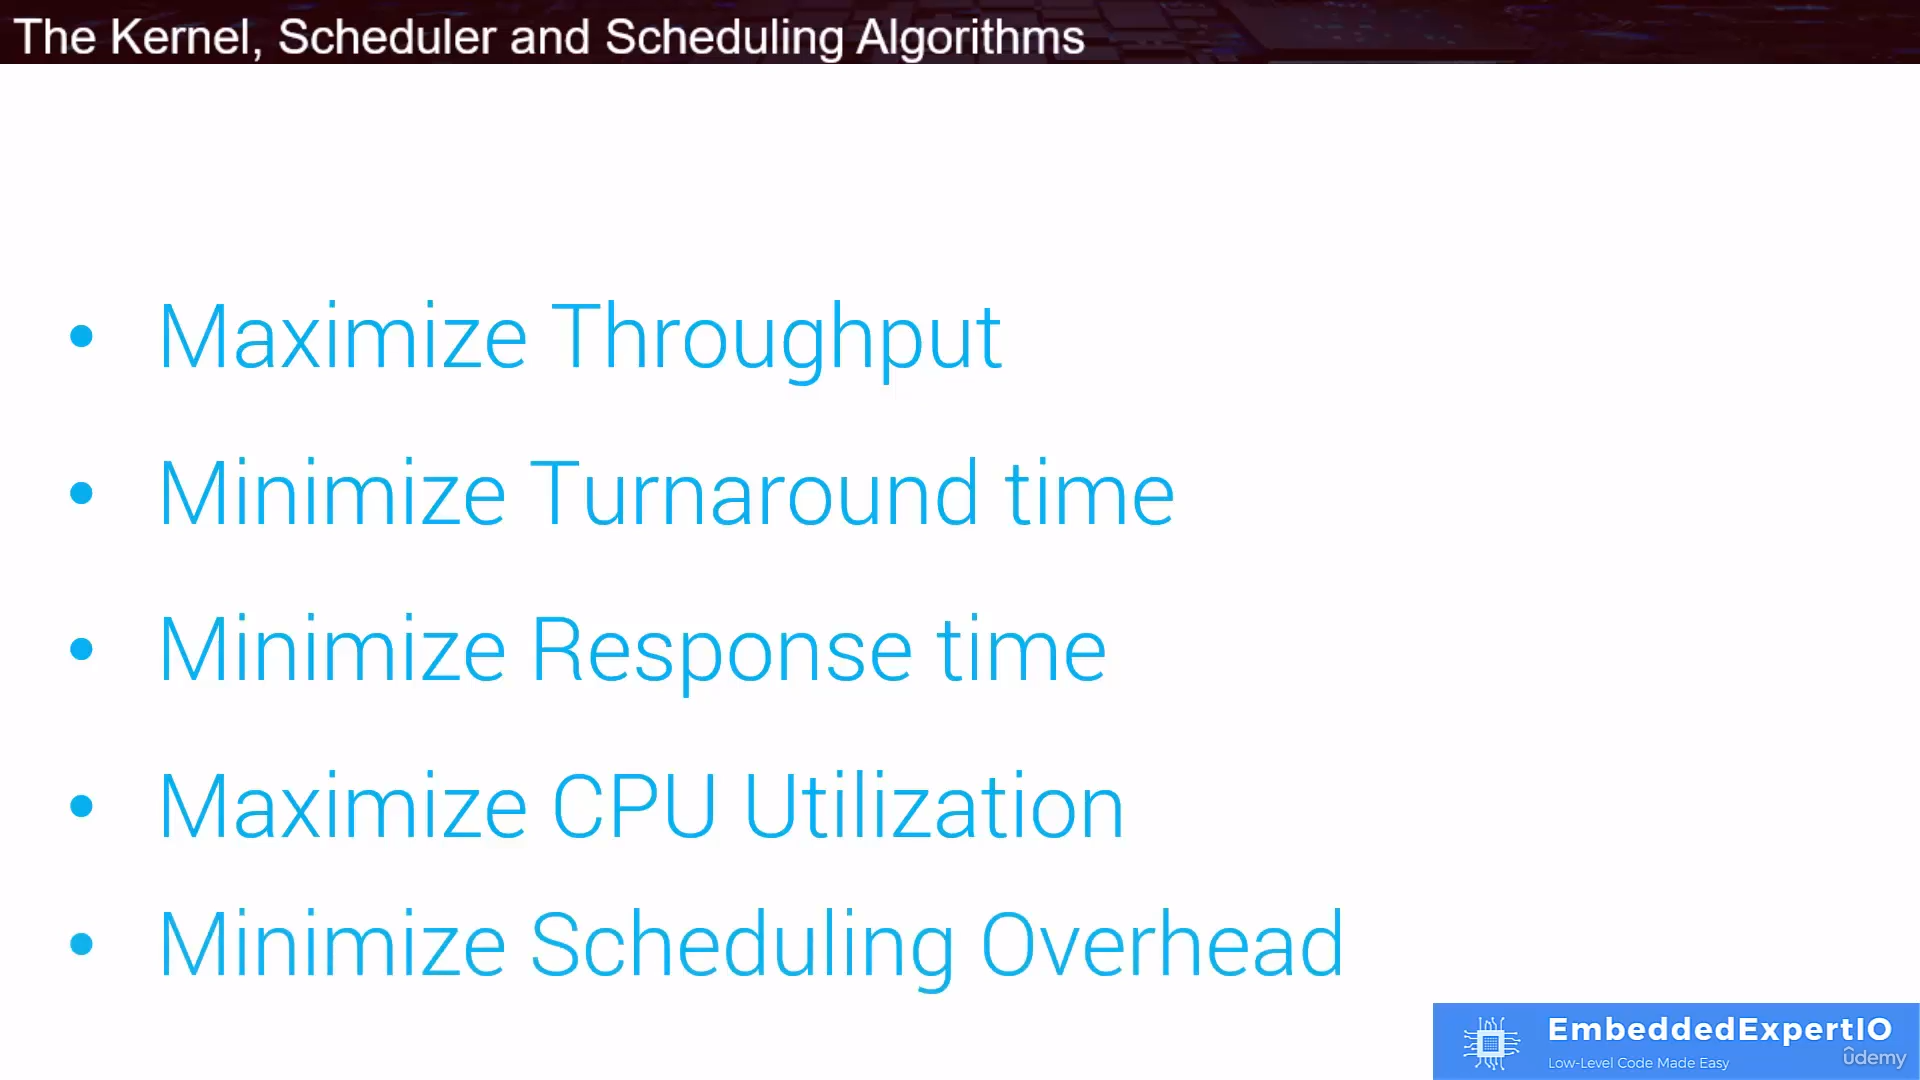 The Kernel, Scheduler and Scheduling Algorithms
• Maximize Throughput
• Minimize Turnaround time
• Minimize Response time
• Maximize CPU Utilization
• Minimize Scheduling Overhead
EmbeddedExpertIO
Low-Level Code Made Easy
ûdemy